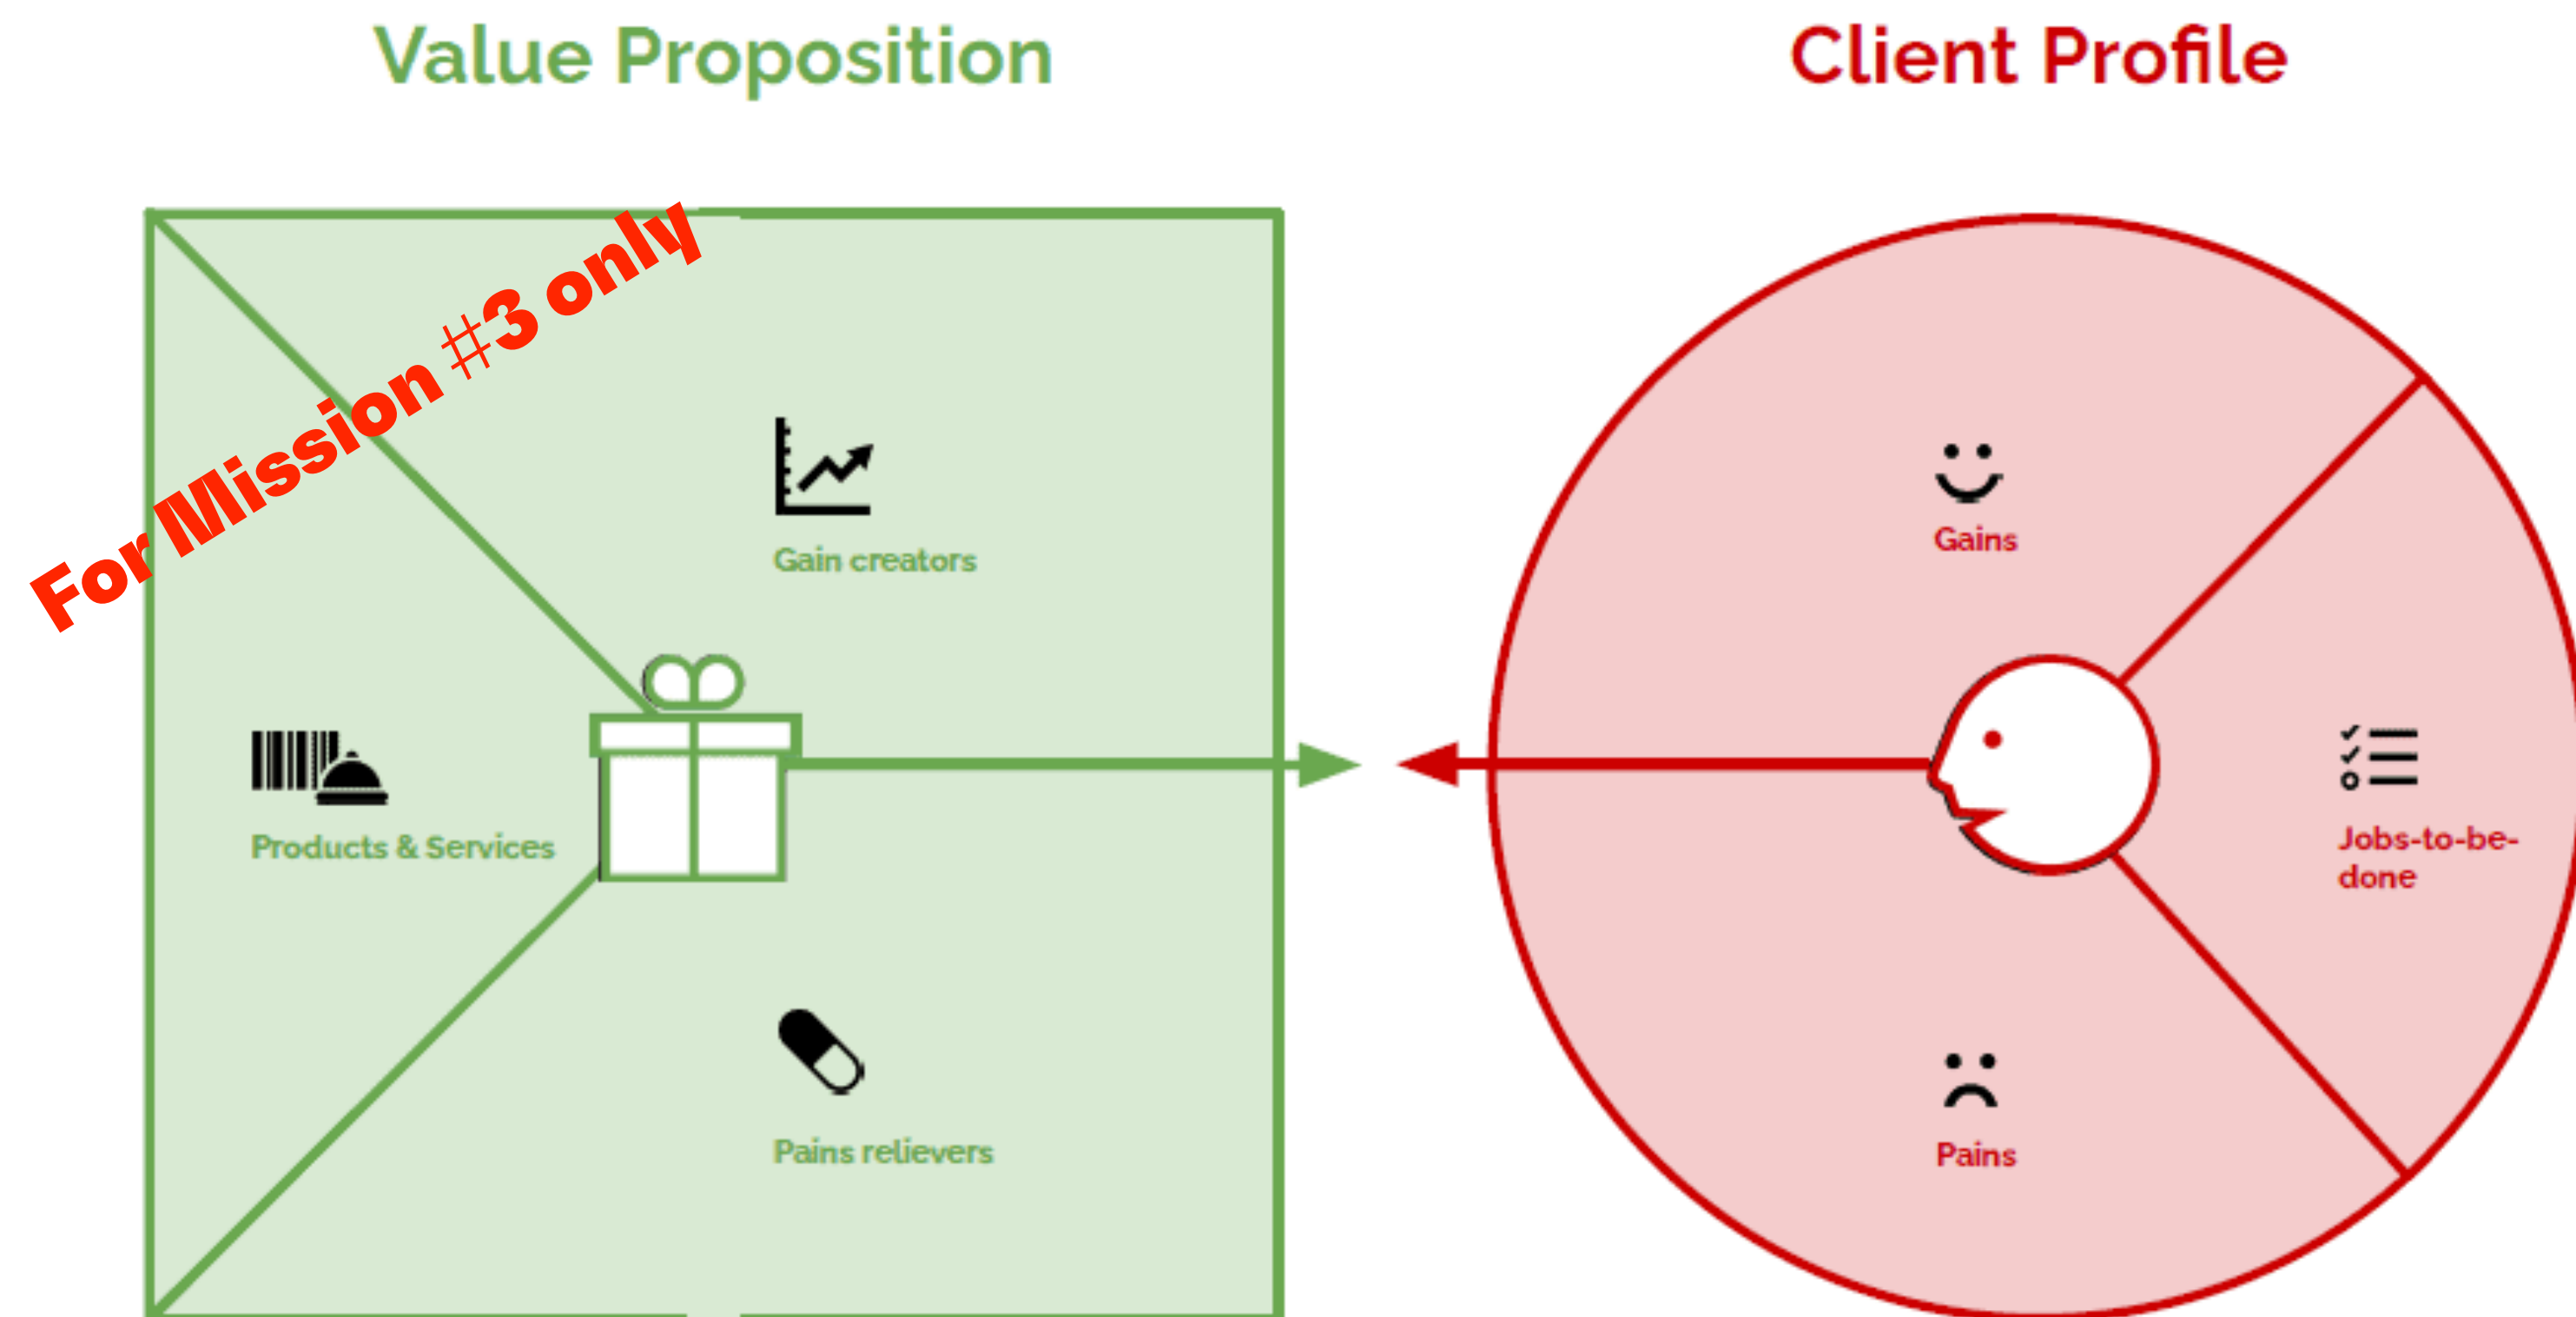 Value Proposition
Client Profile
For Mission #3 only
Gain creators
Gains
Products & Services
Jobs-to-be-
done
Pains relievers
Pains